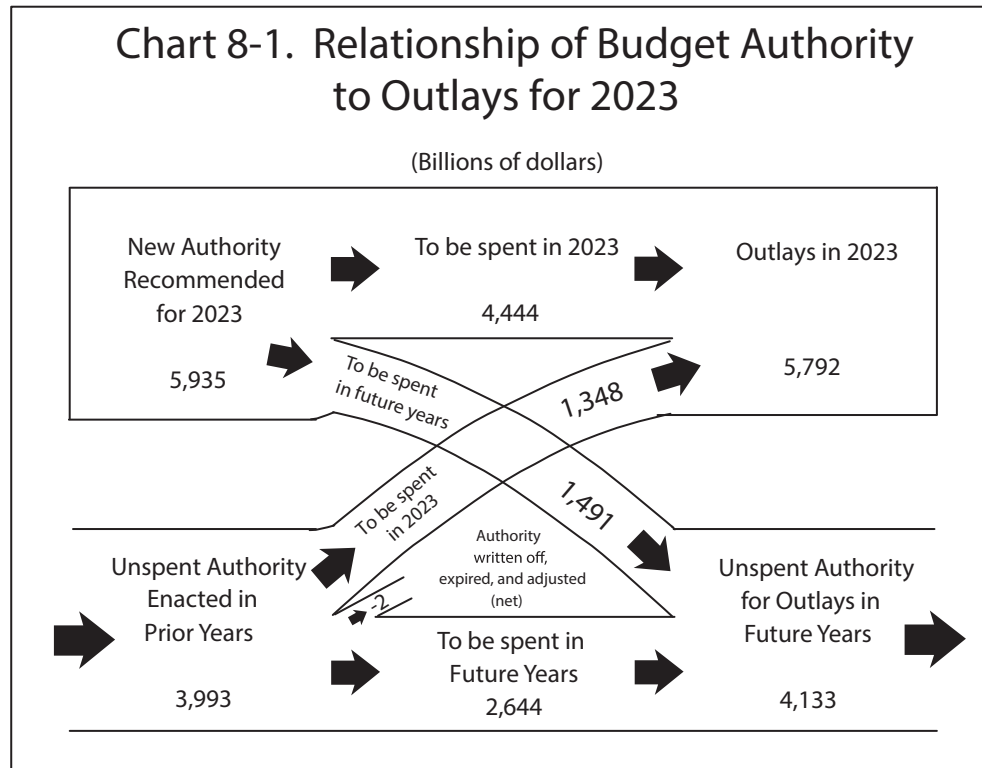 Chart 8-1. Relationship of Budget Authority
to Outlays for 2023
(Billions of dollars)
New Authority
Recommended
for 2023
5,935
To be spent in 2023
4,444
Outlays in 2023
5,792
To be spent
in future years
1,348
To be spent
in 2023
1,491
Authority
written off,
expired, and adjusted
(net)
-2
Unspent Authority
Enacted in
Prior Years
3,993
To be spent in
Future Years
2,644
Unspent Authority
for Outlays in
Future Years
4,133